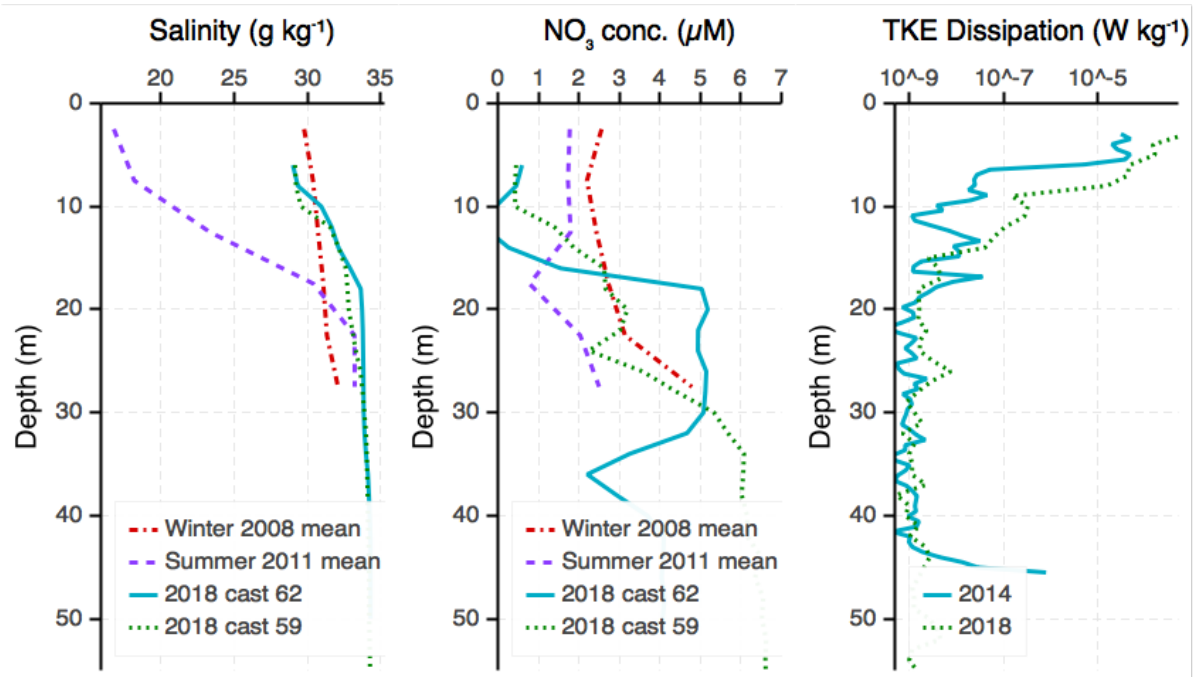 Salinity (g kg⁻¹)
20 25 30 35
0
10
20
30
40
50
Depth (m)
Winter 2008 mean
Summer 2011 mean
2018 cast 62
2018 cast 59
NO₃ conc. (µM)
0 1 2 3 4 5 6 7
0
10
20
30
40
50
Depth (m)
Winter 2008 mean
Summer 2011 mean
2018 cast 62
2018 cast 59
TKE Dissipation (W kg⁻¹)
10^-9 10^-7 10^-5
0
10
20
30
40
50
Depth (m)
2014
2018